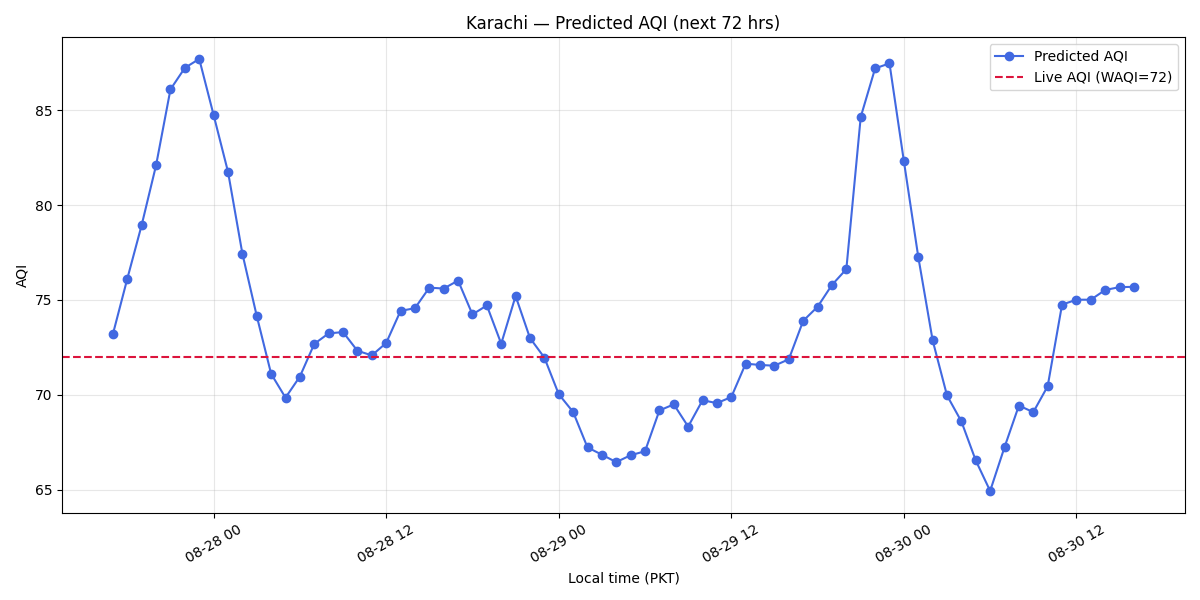 Karachi — Predicted AQI (next 72 hrs)
Predicted AQI
Live AQI (WAQI=72)
85
80
75
70
65
AQI
08-28 00
08-28 12
08-29 00
08-29 12
08-30 00
08-30 12
Local time (PKT)